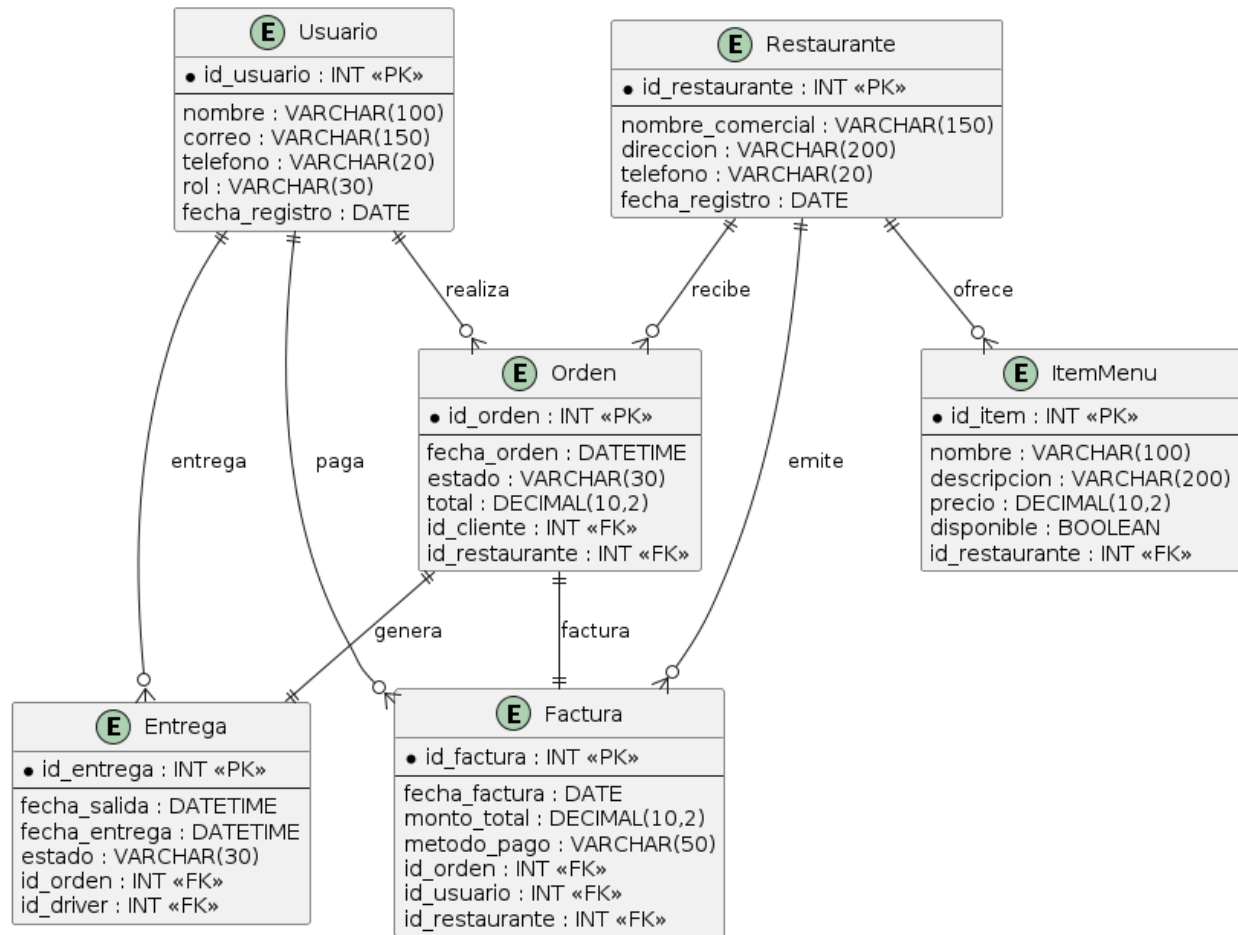 E Usuario
id_usuario : INT «PK»
nombre : VARCHAR(100)
correo : VARCHAR(150)
telefono : VARCHAR(20)
rol : VARCHAR(30)
fecha_registro : DATE
E Restaurante
id_restaurante : INT «PK»
nombre_comercial : VARCHAR(150)
direccion : VARCHAR(200)
telefono : VARCHAR(20)
fecha_registro : DATE
realiza
recibe
ofrece
E Orden
id_orden : INT «PK»
fecha_orden : DATETIME
estado : VARCHAR(30)
total : DECIMAL(10,2)
id_cliente : INT «FK»
id_restaurante : INT «FK»
E ItemMenu
id_item : INT «PK»
nombre : VARCHAR(100)
descripcion : VARCHAR(200)
precio : DECIMAL(10,2)
disponible : BOOLEAN
id_restaurante : INT «FK»
entrega
paga
emite
genera
factura
E Entrega
id_entrega : INT «PK»
fecha_salida : DATETIME
fecha_entrega : DATETIME
estado : VARCHAR(30)
id_orden : INT «FK»
id_driver : INT «FK»
E Factura
id_factura : INT «PK»
fecha_factura : DATE
monto_total : DECIMAL(10,2)
metodo_pago : VARCHAR(50)
id_orden : INT «FK»
id_usuario : INT «FK»
id_restaurante : INT «FK»